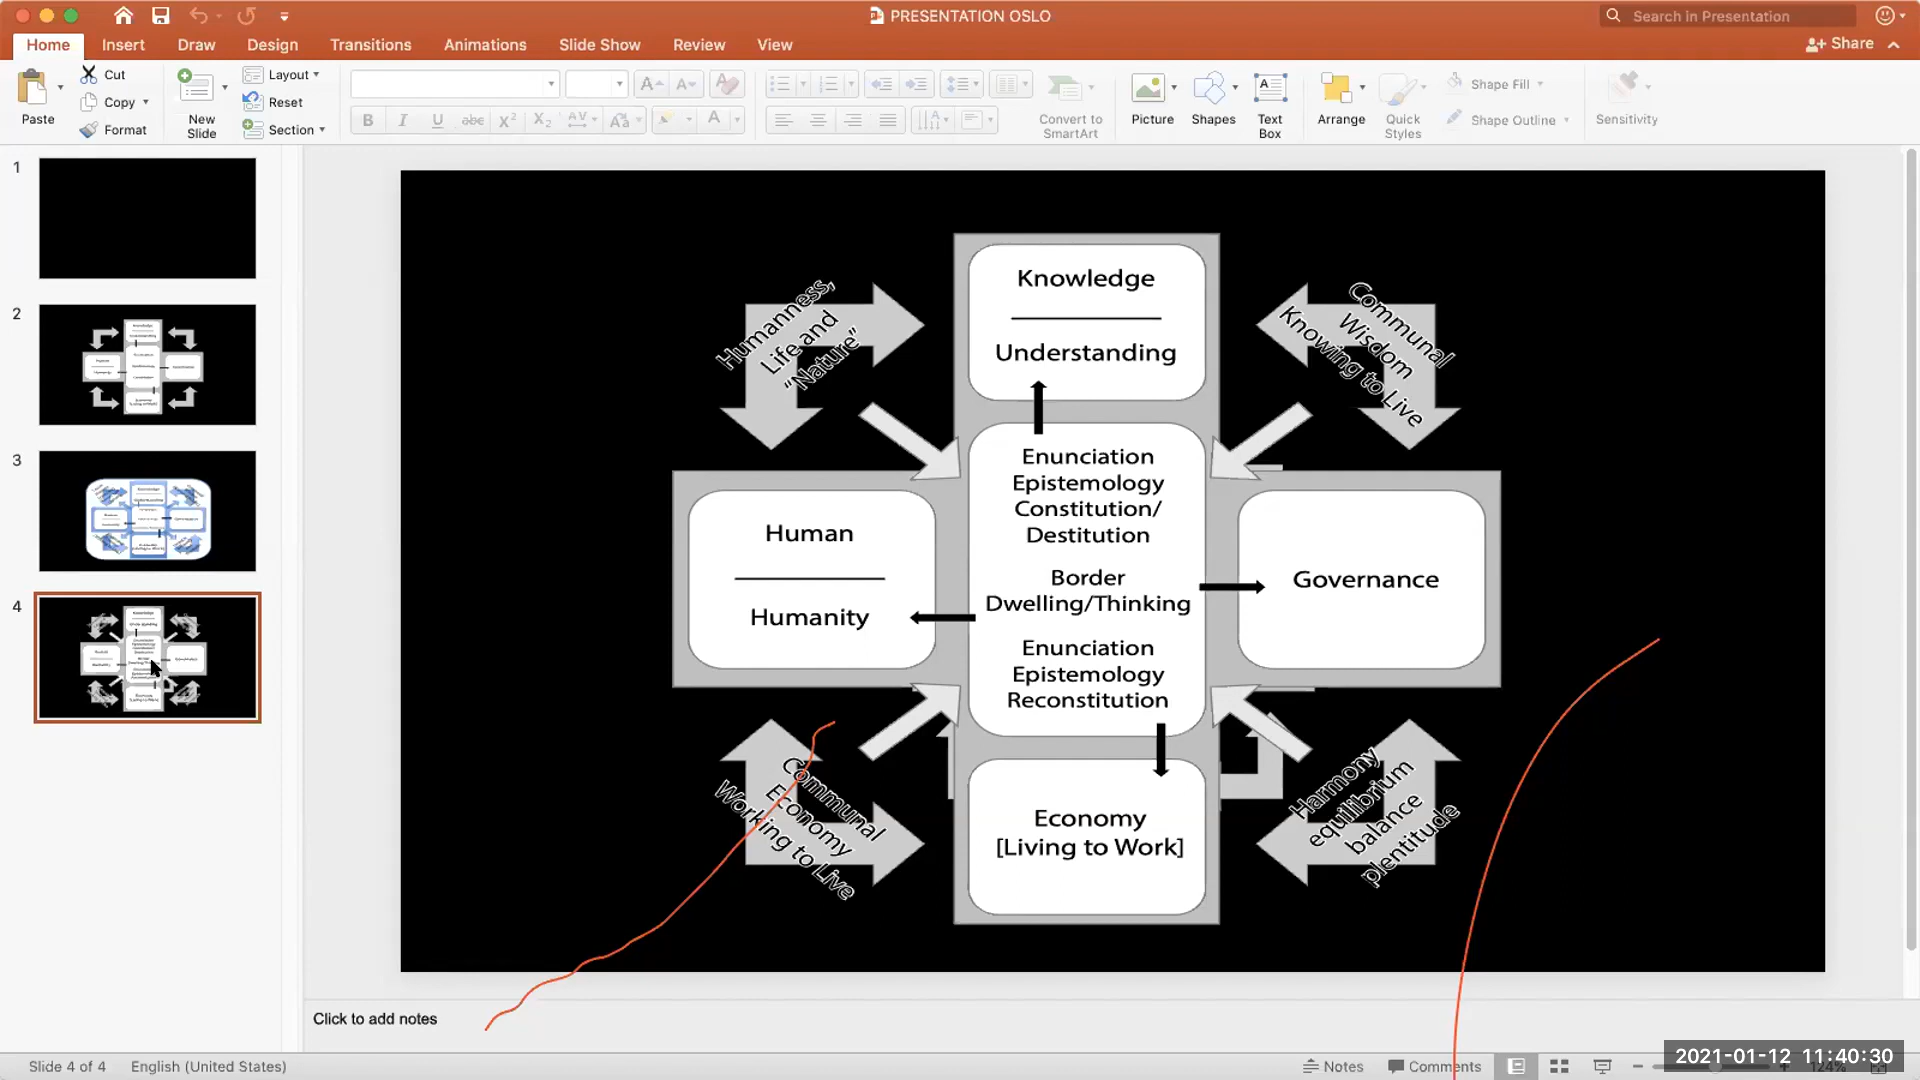 PRESENTATION OSLO
Search in Presentation
Home
Insert
Draw
Design
Transitions
Animations
Slide Show
Review
View
Share
Paste
Cut
Copy
Format
New
Slide
Layout
Reset
Section
Convert to
SmartArt
Picture
Shapes
Text
Box
Arrange
Quick
Styles
Shape Fill
Shape Outline
Sensitivity
1
2
3
4
Humanness,
Life and
“Nature”
Knowledge
Understanding
Communal
Wisdom
Knowing to Live
Human
Humanity
Enunciation
Epistemology
Constitution/
Destitution
Border
Dwelling/Thinking
Enunciation
Epistemology
Reconstitution
Governance
Communal
Economy
Working to Live
Economy
[Living to Work]
Harmony
equilibrium
balance
plentitude
Click to add notes
Slide 4 of 4
English (United States)
Notes
Comments
124%
2021-01-12 11:40:30